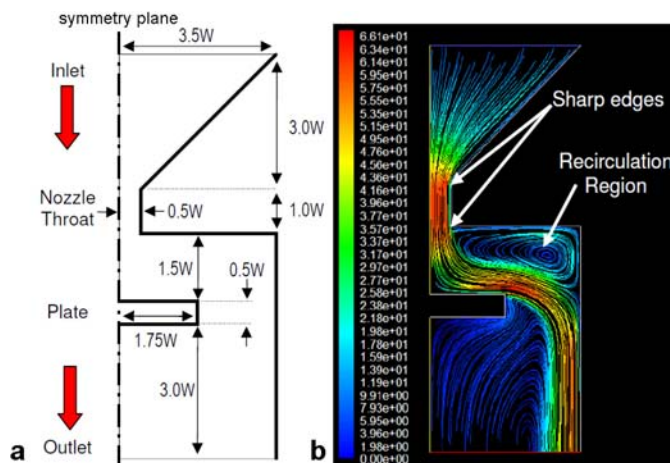 symmetry plane
3.5W
Inlet
3.0W
Nozzle
Throat
0.5W
1.0W
1.5W
0.5W
Plate
1.75W
3.0W
Outlet
a
6.61e+01
6.34e+01
6.14e+01
5.95e+01
5.75e+01
5.55e+01
5.35e+01
5.15e+01
4.95e+01
4.76e+01
4.56e+01
4.36e+01
4.16e+01
3.96e+01
3.77e+01
3.57e+01
3.37e+01
3.17e+01
2.97e+01
2.77e+01
2.58e+01
2.38e+01
2.18e+01
1.98e+01
1.78e+01
1.59e+01
1.39e+01
1.19e+01
9.91e+00
7.93e+00
5.95e+00
3.96e+00
1.98e+00
0.00e+00
Sharp edges
Recirculation
Region
b